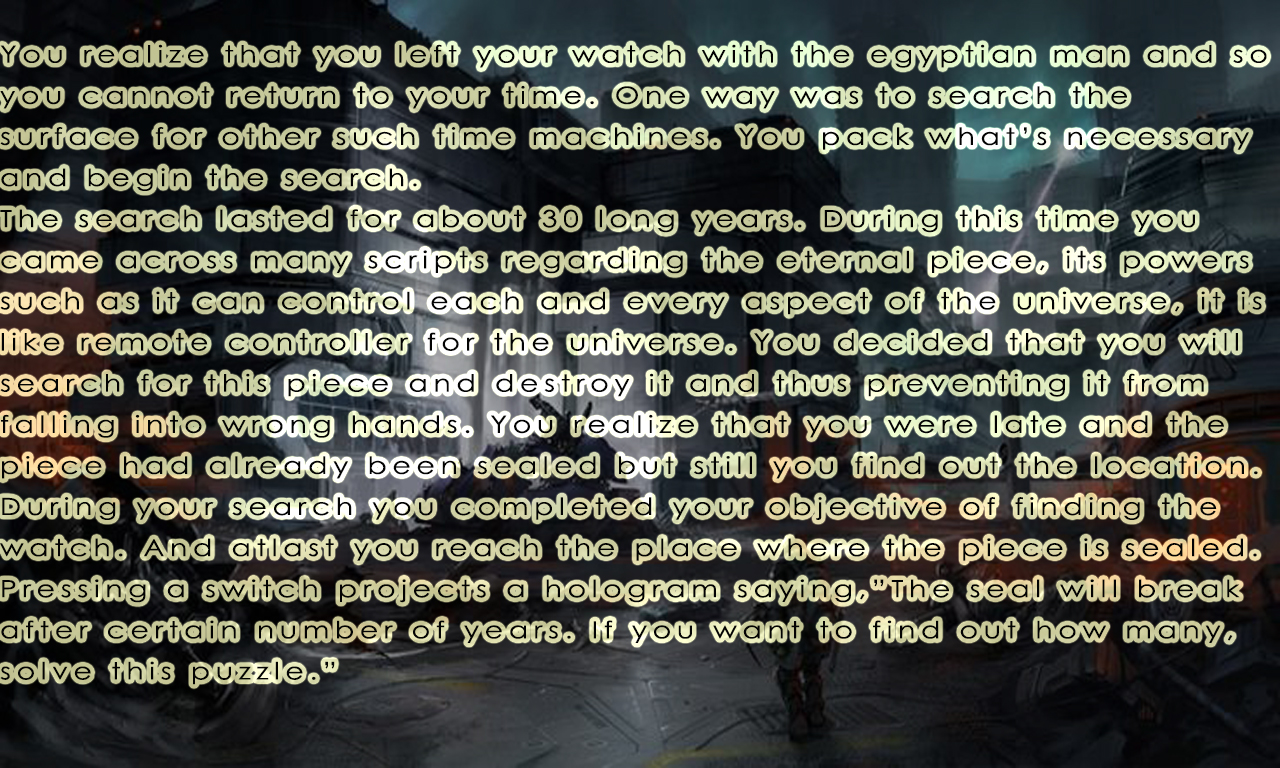 You realize that you left your watch with the egyptian man and so
you cannot return to your time. One way was to search the
surface for other such time machines. You pack what's necessary
and begin the search.
The search lasted for about 30 long years. During this time you
came across many scripts regarding the eternal piece, its powers
such as it can control each and every aspect of the universe, it is
like remote controller for the universe. You decided that you will
search for this piece and destroy it and thus preventing it from
falling into wrong hands. You realize that you were late and the
piece had already been sealed but still you find out the location.
During your search you completed your objective of finding the
watch. And atlast you reach the place where the piece is sealed.
Pressing a switch projects a hologram saying,"The seal will break
after certain number of years. If you want to find out how many,
solve this puzzle."